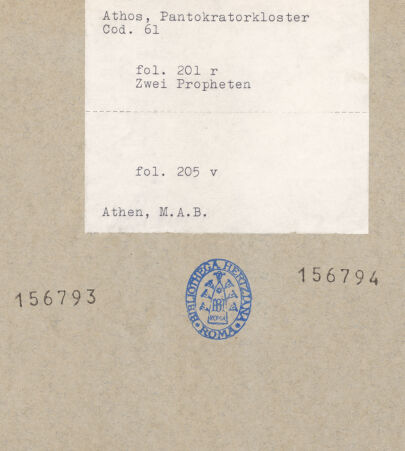 Athos, Pantokratorkloster
Cod. 61
fol. 201 r
Zwei Propheten
fol. 205 v
Athen, M.A.B.
156793
156794
BIBLIOTHECA HERTZIANA
ROMA